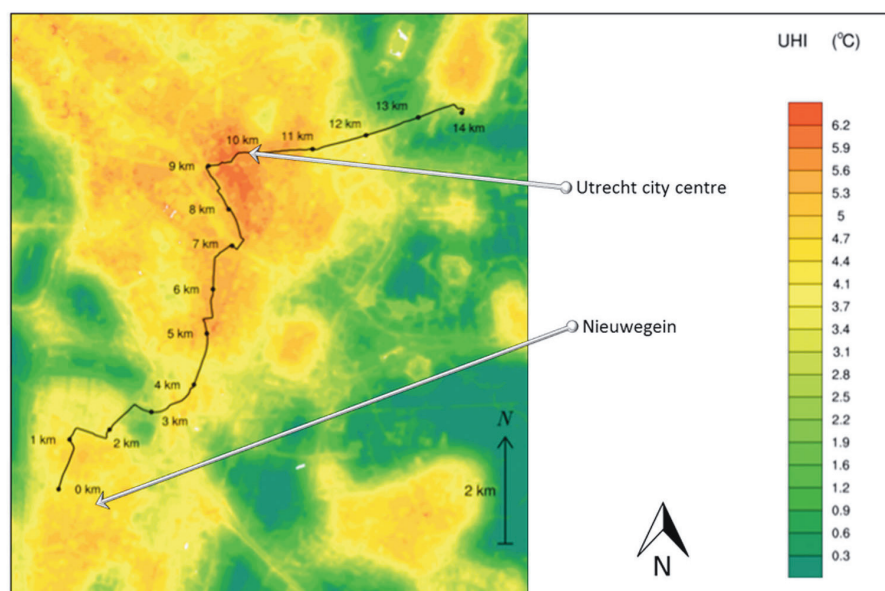 UHI (°C)
13 km
14 km
12 km
11 km
10 km
9 km
8 km
7 km
6 km
5 km
4 km
3 km
2 km
1 km
0 km
Utrecht city centre
Nieuwegein
N
2 km
N
6.2
5.9
5.6
5.3
5
4.7
4.4
4.1
3.7
3.4
3.1
2.8
2.5
2.2
1.9
1.6
1.2
0.9
0.6
0.3